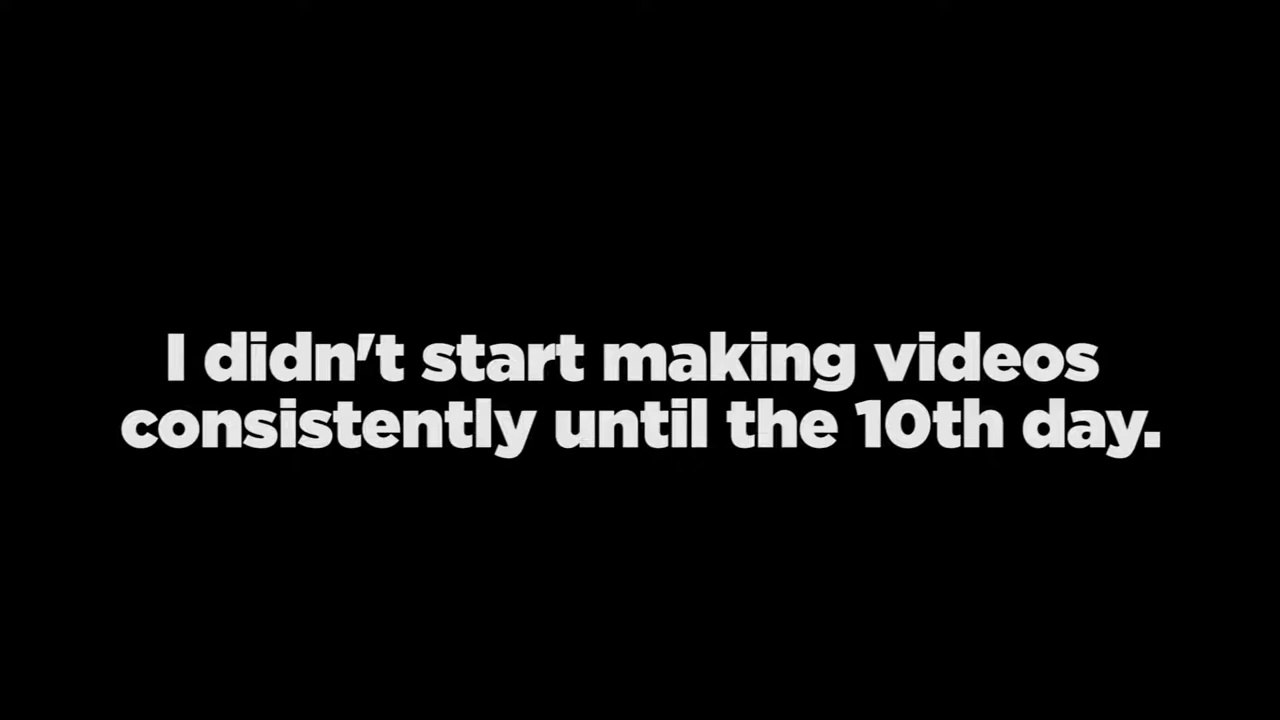 I didn't start making videos
consistently until the 10th day.